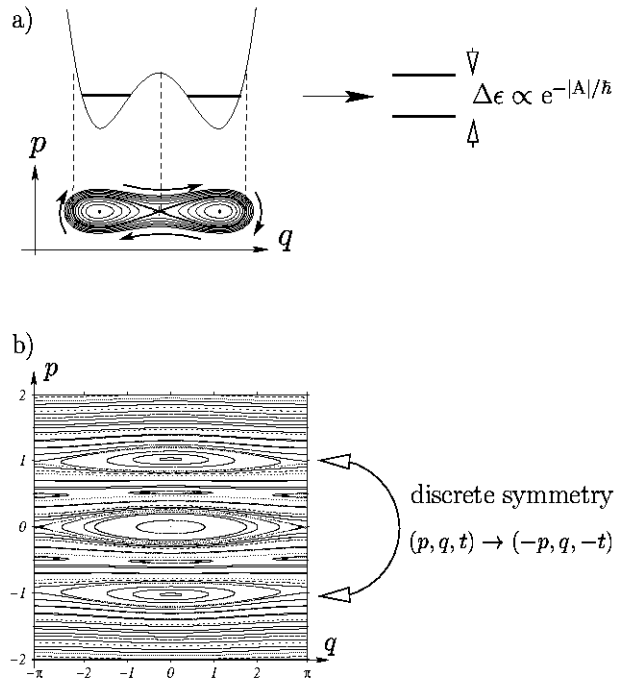 a)
Δϵ ∝ e^{-|A|/ħ}
p
q
b)
p
2
1
0
−1
−2
discrete symmetry
(p, q, t) → (−p, q, −t)
−π −2 −1 0 1 2 π
q